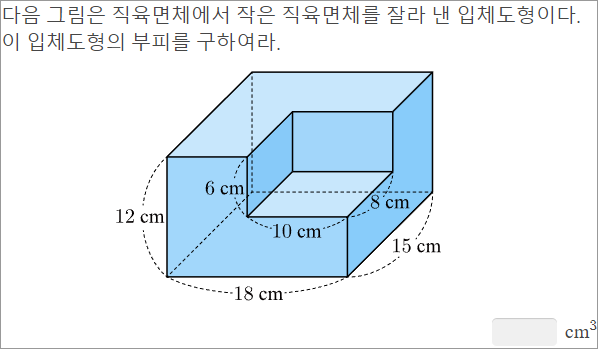 다음 그림은 직육면체에서 작은 직육면체를 잘라 낸 입체도형이다.
이 입체도형의 부피를 구하여라.
6 cm
8 cm
12 cm
10 cm
15 cm
18 cm
cm³